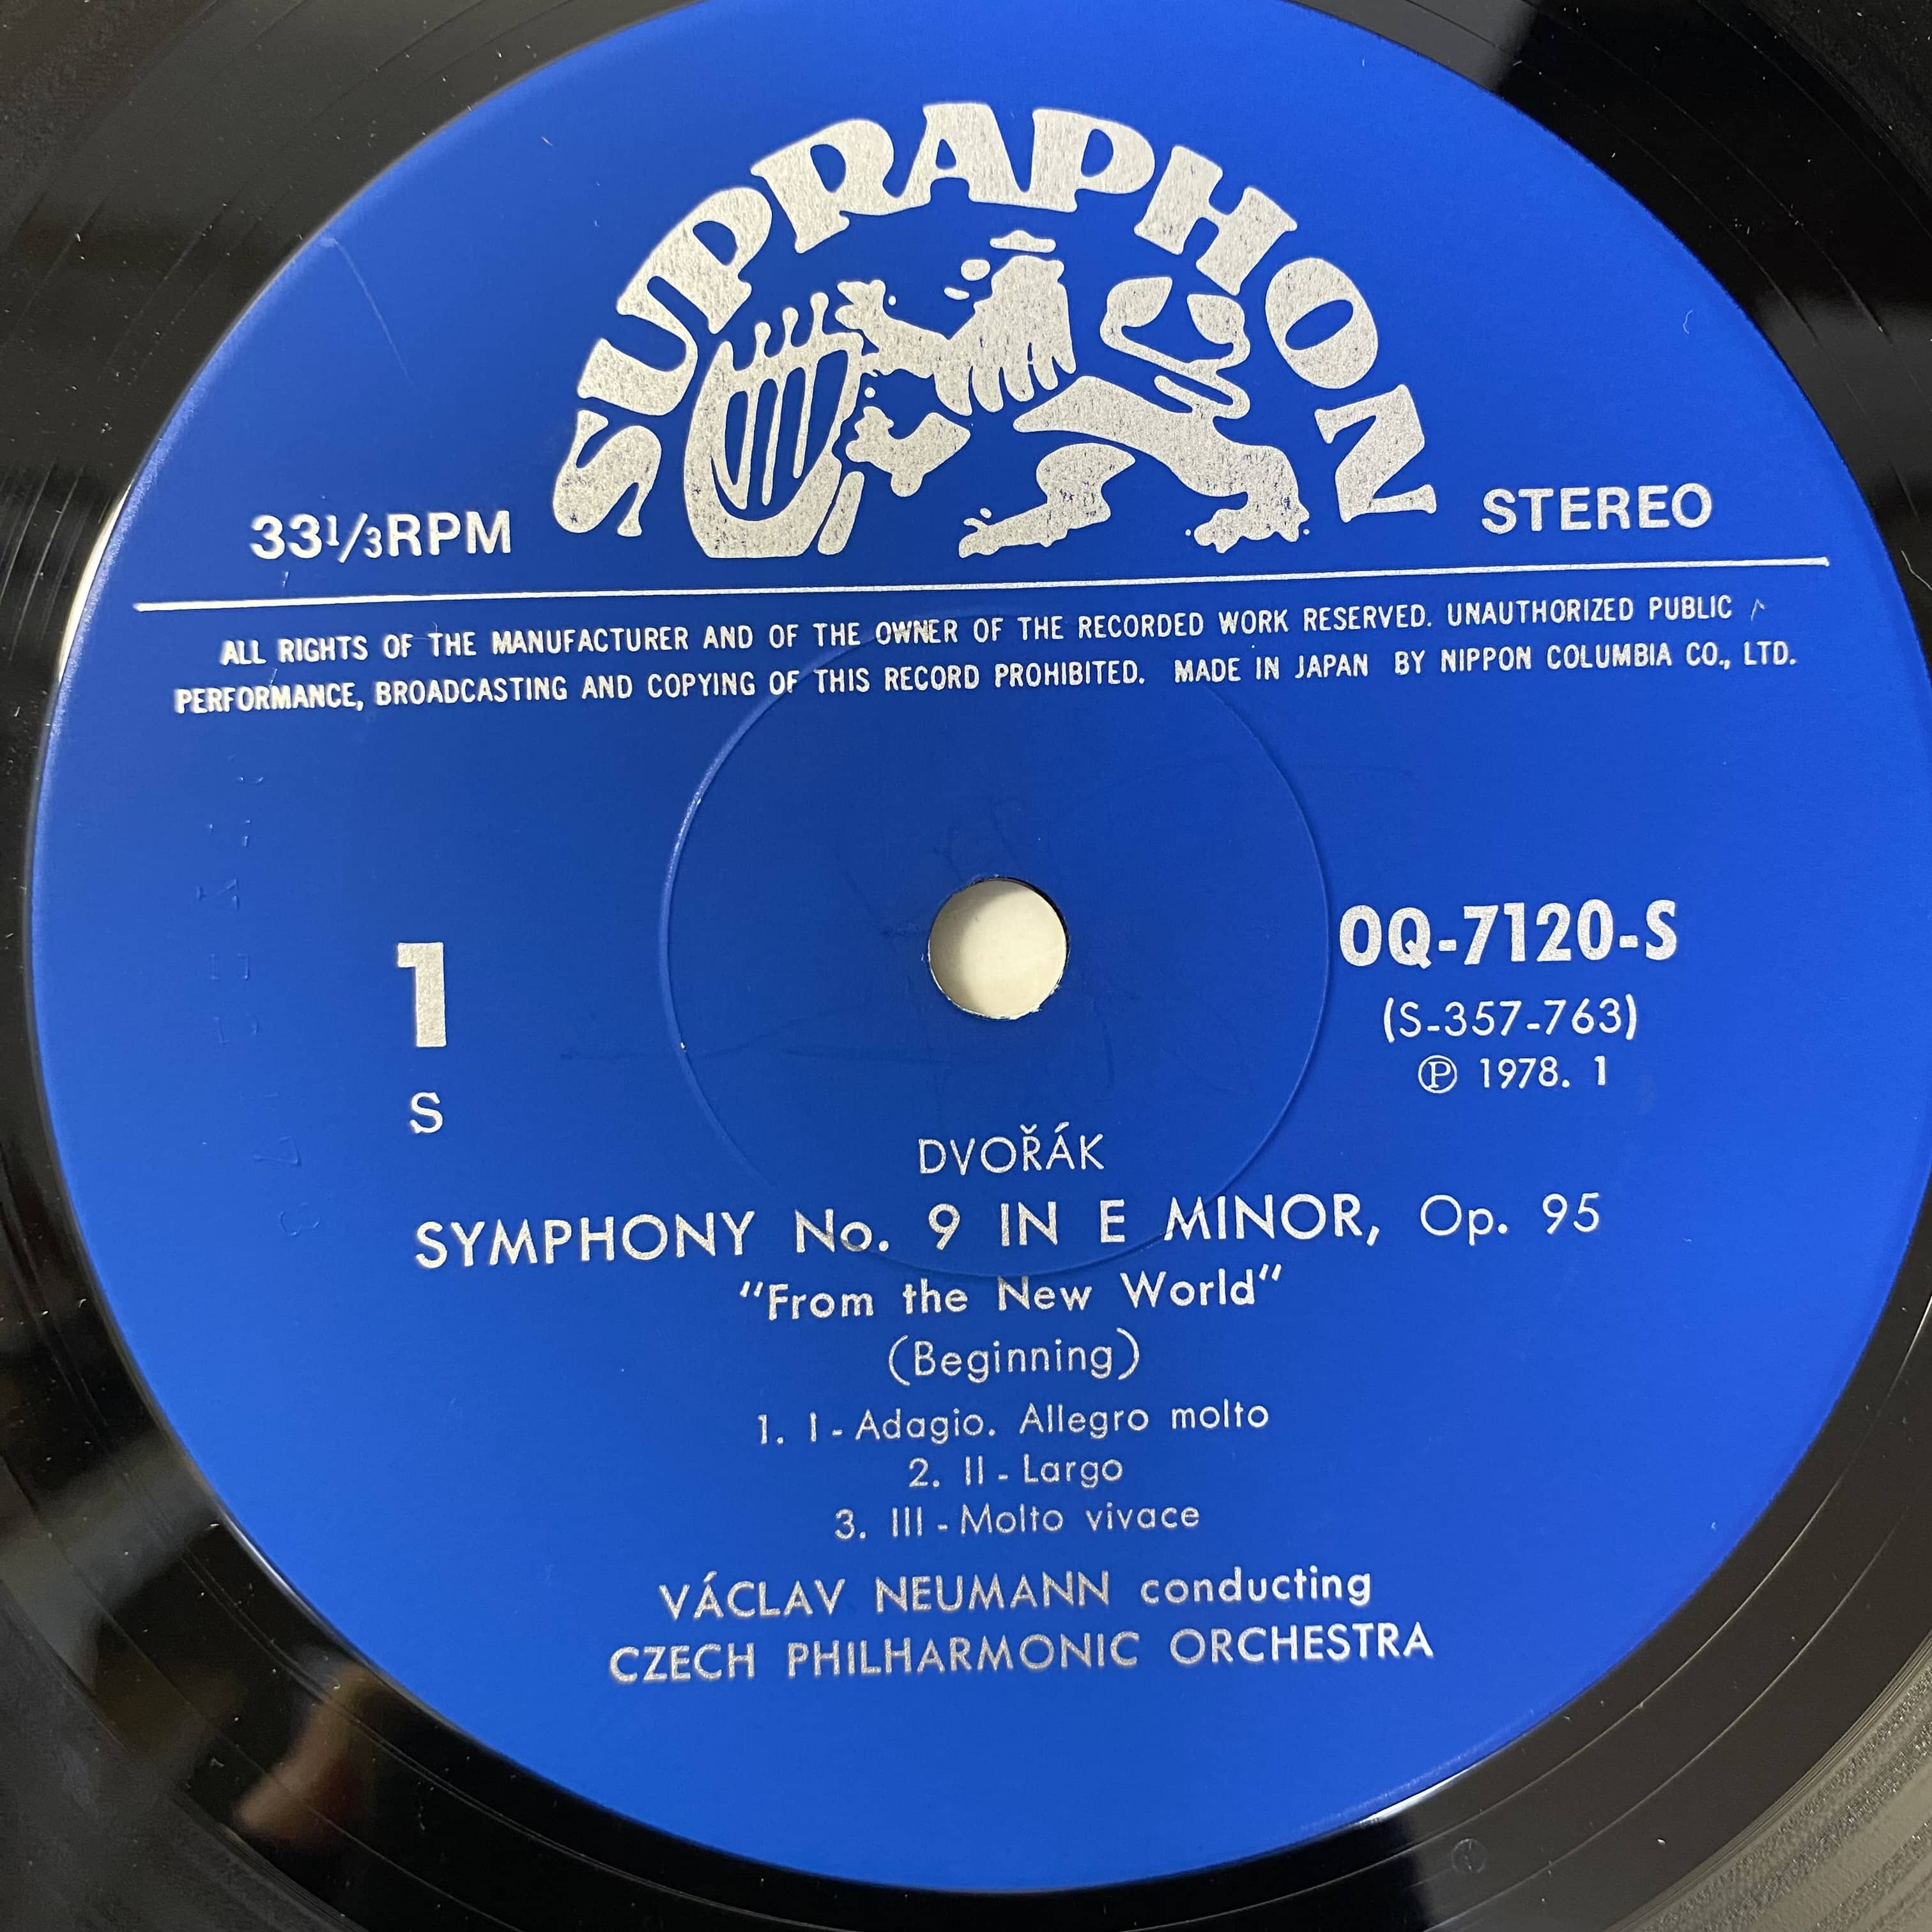 SUPRAPHON
33⅓RPM
STEREO
ALL RIGHTS OF THE MANUFACTURER AND OF THE OWNER OF THE RECORDED WORK RESERVED. UNAUTHORIZED PUBLIC
PERFORMANCE, BROADCASTING AND COPYING OF THIS RECORD PROHIBITED. MADE IN JAPAN BY NIPPON COLUMBIA CO., LTD.
1
S
OQ-7120-S
(S-357-763)
Ⓟ 1978. 1
DVOŘÁK
SYMPHONY No. 9 IN E MINOR, Op. 95
"From the New World"
(Beginning)
1. I - Adagio. Allegro molto
2. II - Largo
3. III - Molto vivace
VÁCLAV NEUMANN conducting
CZECH PHILHARMONIC ORCHESTRA